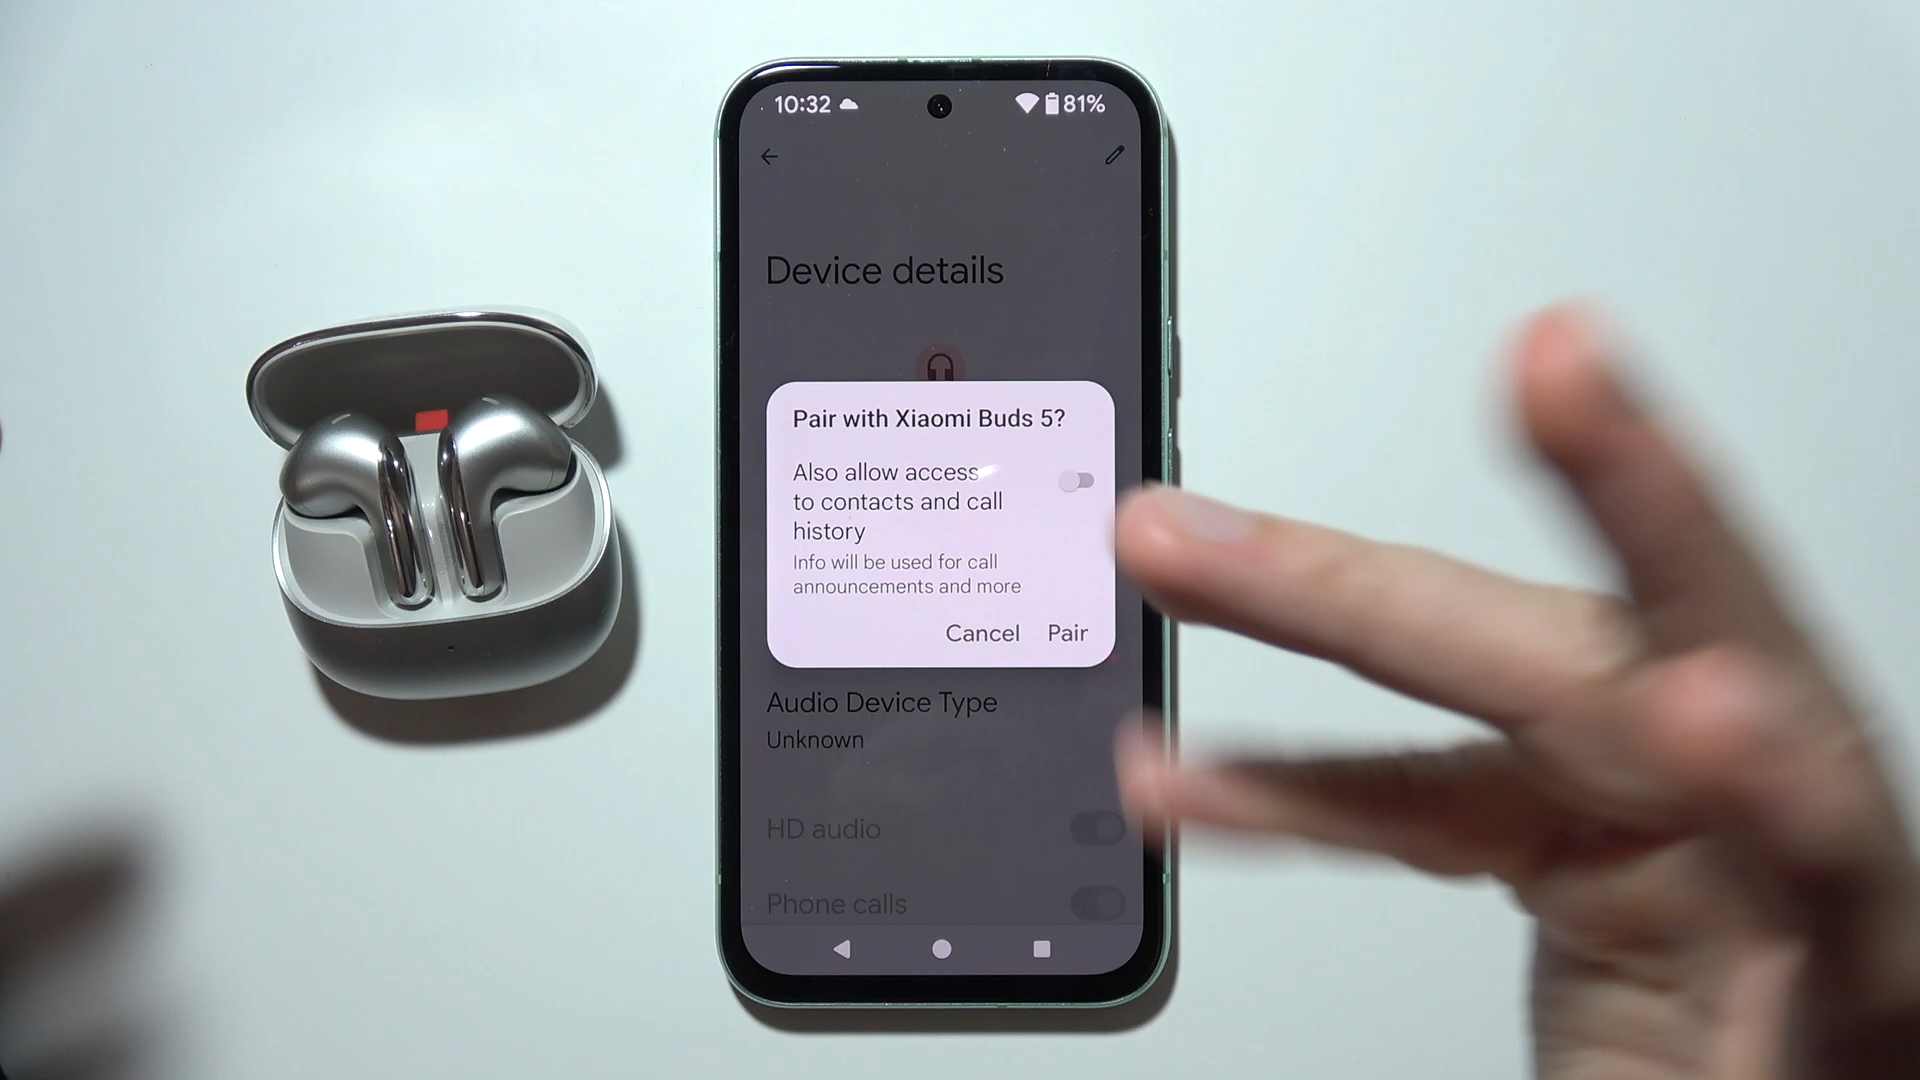 10:32 81%
Device details
Pair with Xiaomi Buds 5?
Also allow access
to contacts and call
history
Info will be used for call
announcements and more
Cancel Pair
Audio Device Type
Unknown
HD audio
Phone calls